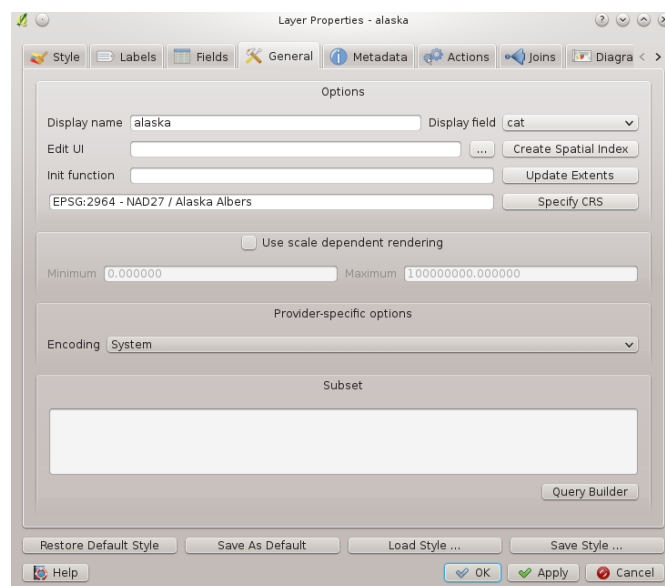 Layer Properties - alaska
Style Labels Fields General Metadata Actions Joins Diagra
Options
Display name alaska Display field cat
Edit UI ... Create Spatial Index
Init function Update Extents
EPSG:2964 - NAD27 / Alaska Albers Specify CRS
Use scale dependent rendering
Minimum 0.000000 Maximum 100000000.000000
Provider-specific options
Encoding System
Subset
Query Builder
Restore Default Style Save As Default Load Style ... Save Style ...
Help OK Apply Cancel